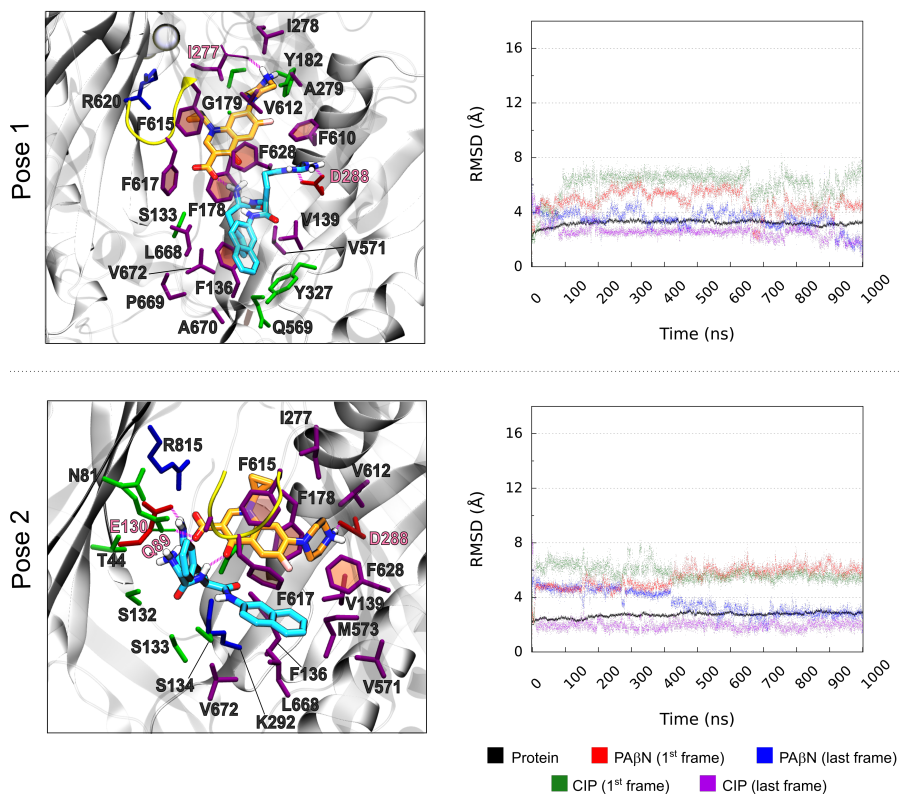 Pose 1
I278
I277
Y182
A279
R620
G179
V612
F615
F610
F628
F617
D288
F178
S133
V139
L668
V571
V672
F136
Y327
P669
A670
Q569
RMSD (Å)
16
12
8
4
0
0 100 200 300 400 500 600 700 800 900 1000
Time (ns)
Pose 2
I277
R815
F615
V612
N81
F178
E130
D288
Q89
T44
F628
F617
V139
S132
M573
S133
F136
V571
S134
L668
V672
K292
RMSD (Å)
16
12
8
4
0
0 100 200 300 400 500 600 700 800 900 1000
Time (ns)
Protein PAβN (1st frame) PAβN (last frame)
CIP (1st frame) CIP (last frame)